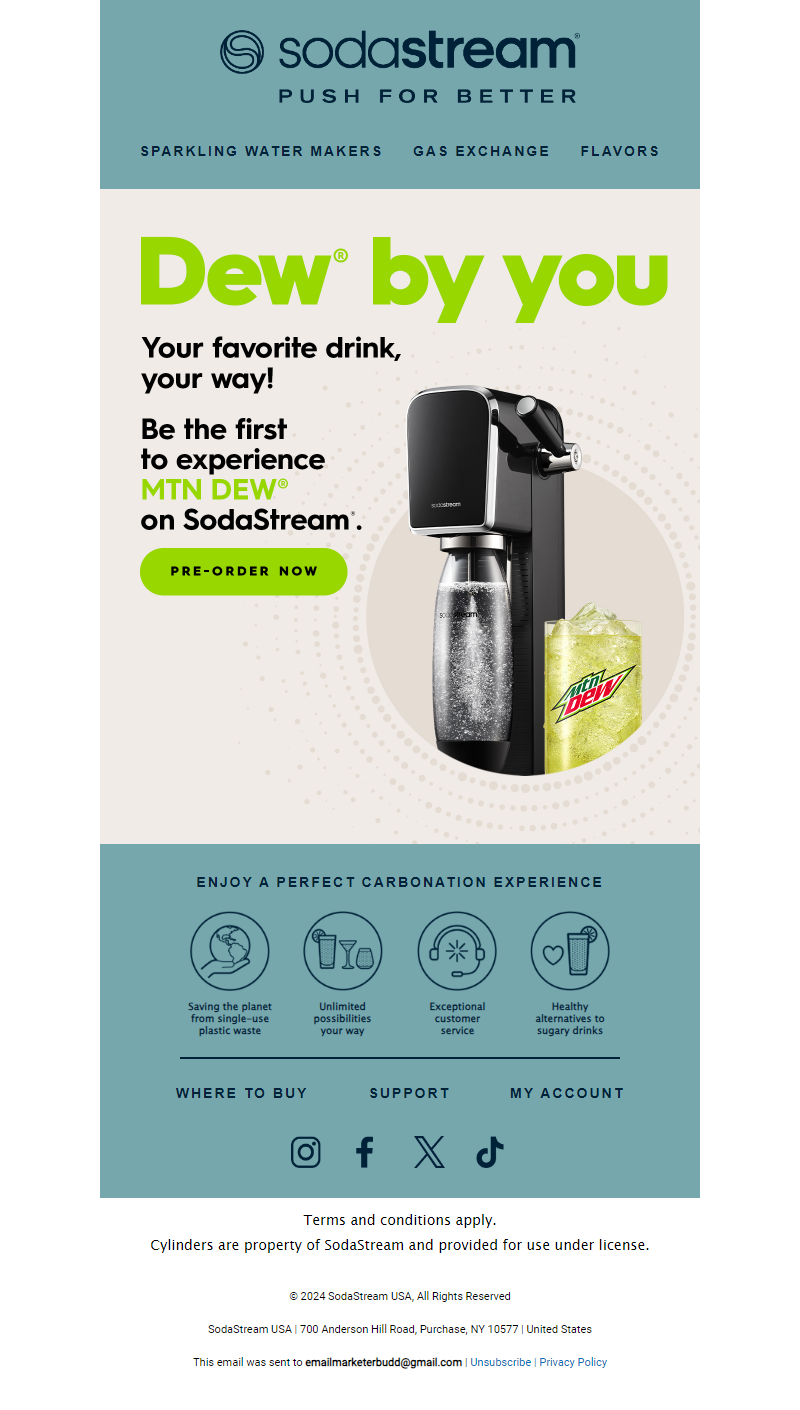 sodastream®
PUSH FOR BETTER
SPARKLING WATER MAKERS GAS EXCHANGE FLAVORS
Dew® by you
Your favorite drink,
your way!
Be the first
to experience
MTN DEW®
on SodaStream®.
PRE-ORDER NOW
sodastream
sodastream
Mtn
DEW
ENJOY A PERFECT CARBONATION EXPERIENCE
Saving the planet
from single-use
plastic waste
Unlimited
possibilities
your way
Exceptional
customer
service
Healthy
alternatives to
sugary drinks
WHERE TO BUY SUPPORT MY ACCOUNT
Terms and conditions apply.
Cylinders are property of SodaStream and provided for use under license.
© 2024 SodaStream USA, All Rights Reserved
SodaStream USA | 700 Anderson Hill Road, Purchase, NY 10577 | United States
This email was sent to emailmarketerbudd@gmail.com | Unsubscribe | Privacy Policy